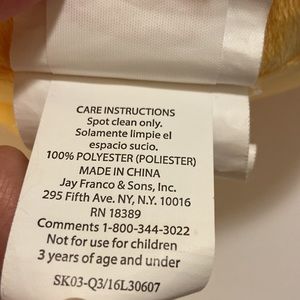 CARE INSTRUCTIONS
Spot clean only.
Solamente limpie el
espacio sucio.
100% POLYESTER (POLIESTER)
MADE IN CHINA
Jay Franco & Sons, Inc.
295 Fifth Ave. NY, N.Y. 10016
RN 18389
Comments 1-800-344-3022
Not for use for children
3 years of age and under
SK03-Q3/16L30607